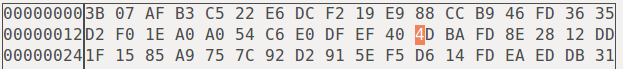 00000000 3B 07 AF B3 C5 22 E6 DC F2 19 E9 88 CC B9 46 FD 36 35
00000012 D2 F0 1E A0 A0 54 C6 E0 DF EF 40 4D BA FD 8E 28 12 DD
00000024 1F 15 85 A9 75 7C 92 D2 91 5E F5 D6 14 FD EA ED DB 31